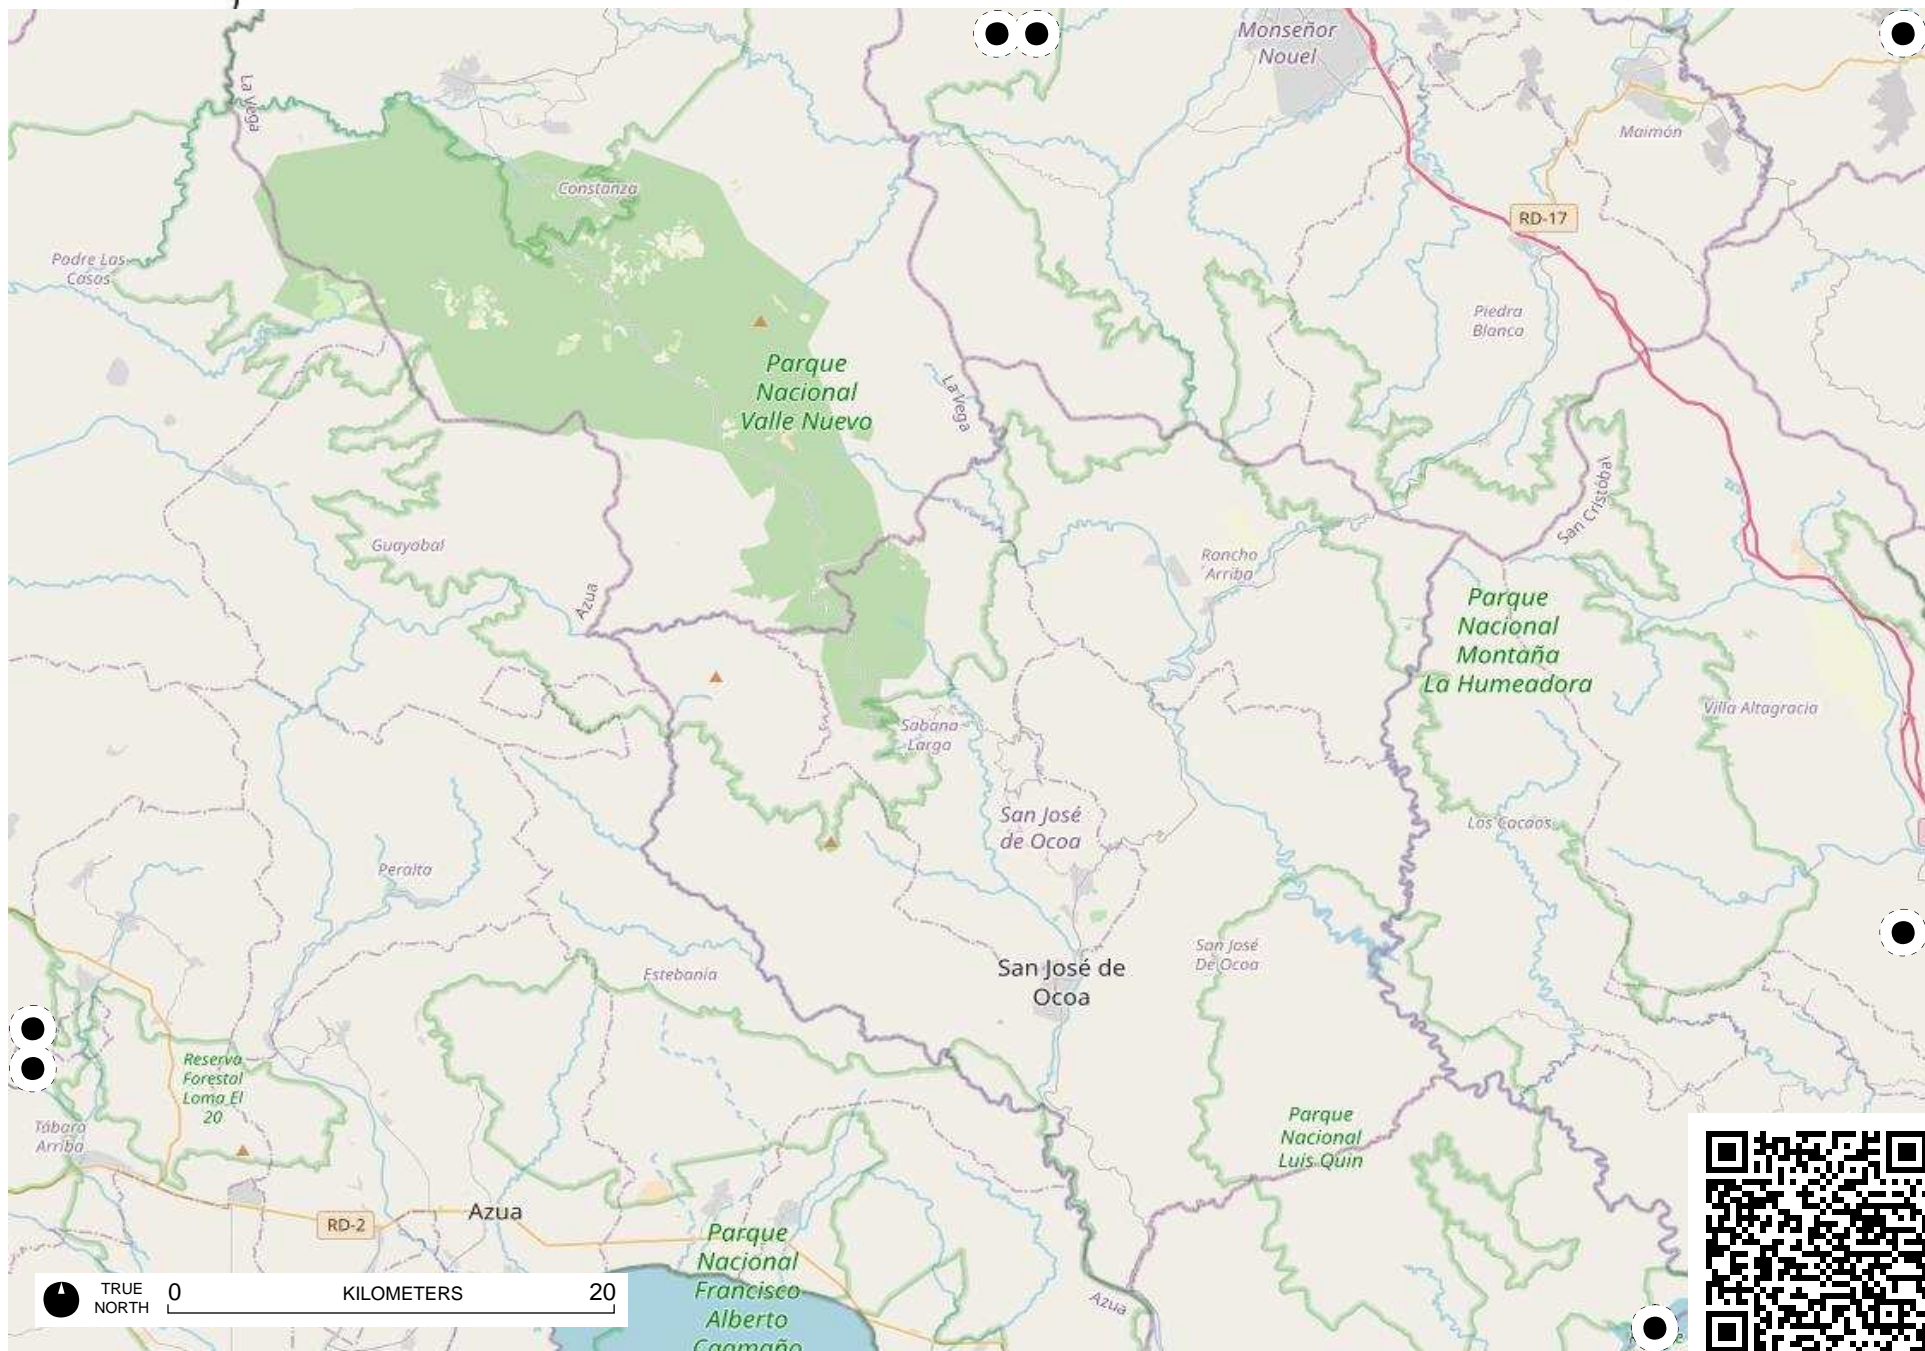 Monseñor
Nouel
La Vega
Maimón
Constanza
RD-17
Padre Las
Casas
Piedra
Blanca
Parque
Nacional
Valle Nuevo
La Vega
San Cristóbal
Guayabal
Rancho
Arriba
Azua
Parque
Nacional
Montaña
La Humeadora
Villa Altagracia
Sabana
Larga
San José
de Ocoa
Los Cacaos
Peralta
San José
De Ocoa
Estebanía
San José de
Ocoa
Reserva
Forestal
Loma El
20
Tábara
Arriba
Parque
Nacional
Luis Quin
Azua
RD-2
Parque
Nacional
Francisco
Alberto
Caamaño
Azua
TRUE
NORTH
0 KILOMETERS 20